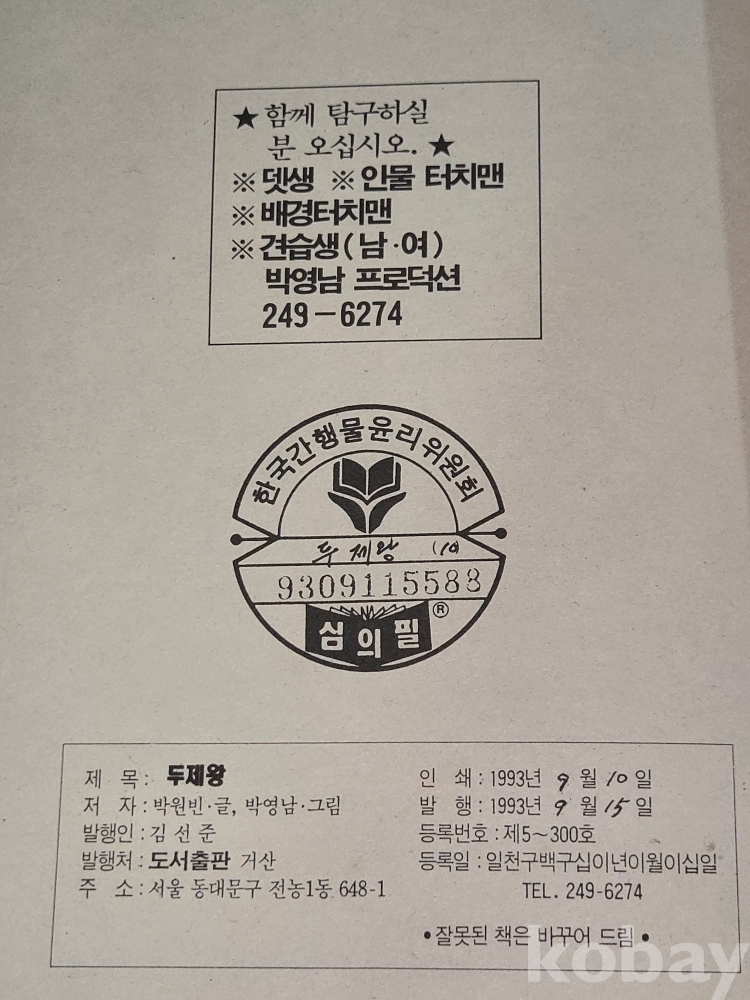 ★ 함께 탐구하실
분 오십시오. ★
※뎃생 ※인물 터치맨
※배경터치맨
※견습생(남·여)
박영남 프로덕션
249-6274
한국간행물윤리위원회
두제왕 (10)
9309115588
심의필 ®
제 목: 두제왕
저 자: 박원빈·글, 박영남·그림
발행인: 김선준
발행처: 도서출판 거산
주 소: 서울 동대문구 전농1동 648-1
인 쇄: 1993년 9월 10일
발 행: 1993년 9월 15일
등록번호: 제5~300호
등록일: 일천구백구십이년이월이십일
TEL. 249-6274
•잘못된 책은 바꾸어 드림•
kobay